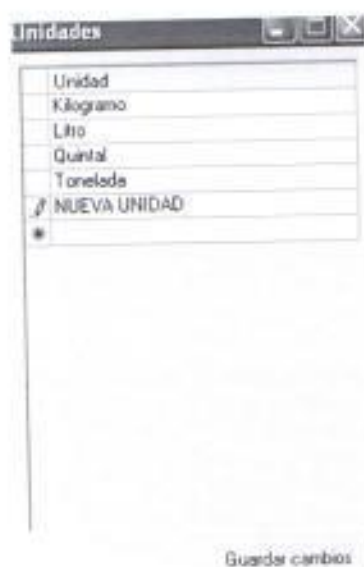 Unidades
Unidad
Kilogramo
Litro
Quintal
Tonelada
NUEVA UNIDAD
Guardar cambios